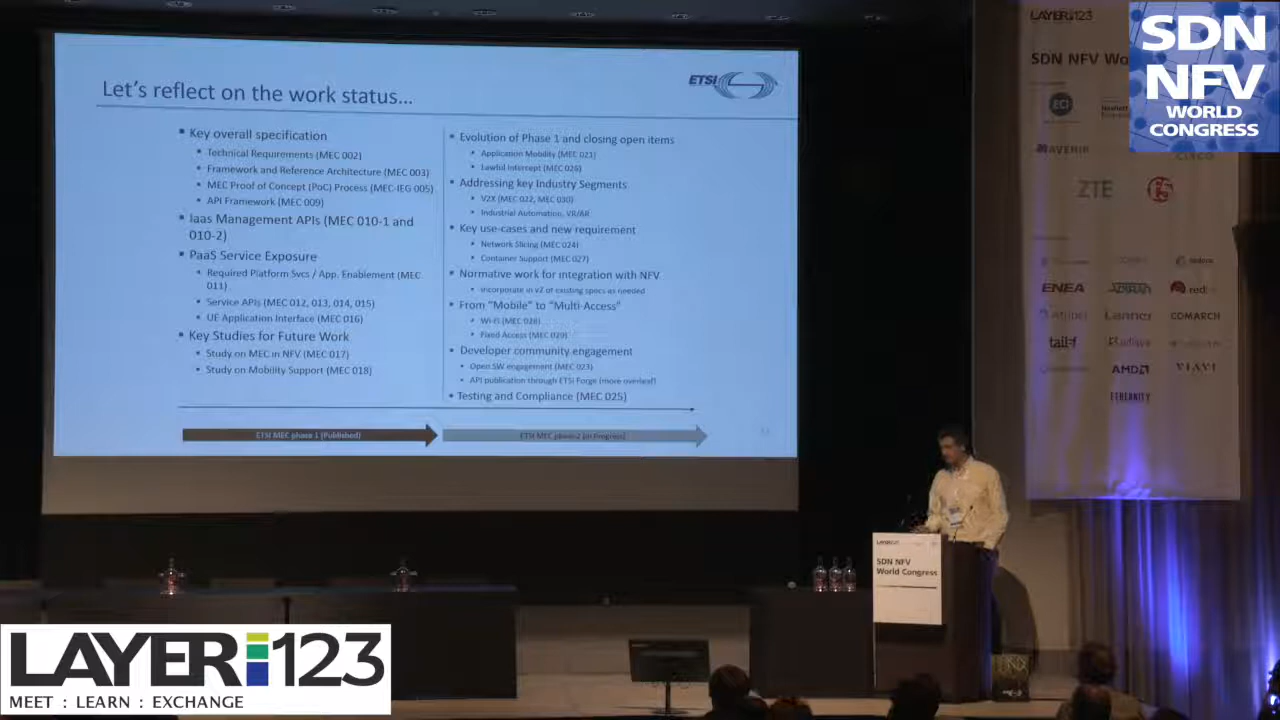 Let's reflect on the work status...
ETSI
Key overall specification
Technical Requirements (MEC 002)
Framework and Reference Architecture (MEC 003)
MEC Proof of Concept (PoC) Process (MEC-IEG 005)
API Framework (MEC 009)
Iaas Management APIs (MEC 010-1 and
010-2)
PaaS Service Exposure
Required Platform Svcs / App. Enablement (MEC
011)
Service APIs (MEC 012, 013, 014, 015)
UE Application Interface (MEC 016)
Key Studies for Future Work
Study on MEC in NFV (MEC 017)
Study on Mobility Support (MEC 018)
Evolution of Phase 1 and closing open items
Application Mobility (MEC 021)
Lawful Intercept (MEC 026)
Addressing key Industry Segments
V2X (MEC 022, MEC 030)
Industrial Automation, VR/AR
Key use-cases and new requirement
Network Slicing (MEC 024)
Container Support (MEC 027)
Normative work for integration with NFV
Incorporate in v2 of existing specs as needed
From "Mobile" to "Multi-Access"
Wi-Fi (MEC 028)
Fixed Access (MEC 029)
Developer community engagement
Open SW engagement (MEC 023)
API publication through ETSI Forge (more overleaf)
Testing and Compliance (MEC 025)
ETSI MEC phase 1 (Published)
ETSI MEC phase 2 (in Progress)
LAYER123
SDN NFV Wo
SDN
NFV
WORLD
CONGRESS
ECI
AVENIR
CISCO
ZTE
ENEA
ADTRAN
red
Lanner
COMARCH
tail-f
Radisys
AMD
VIAVI
ETHERNITY
SDN NFV
World Congress
LAYER123
MEET : LEARN : EXCHANGE